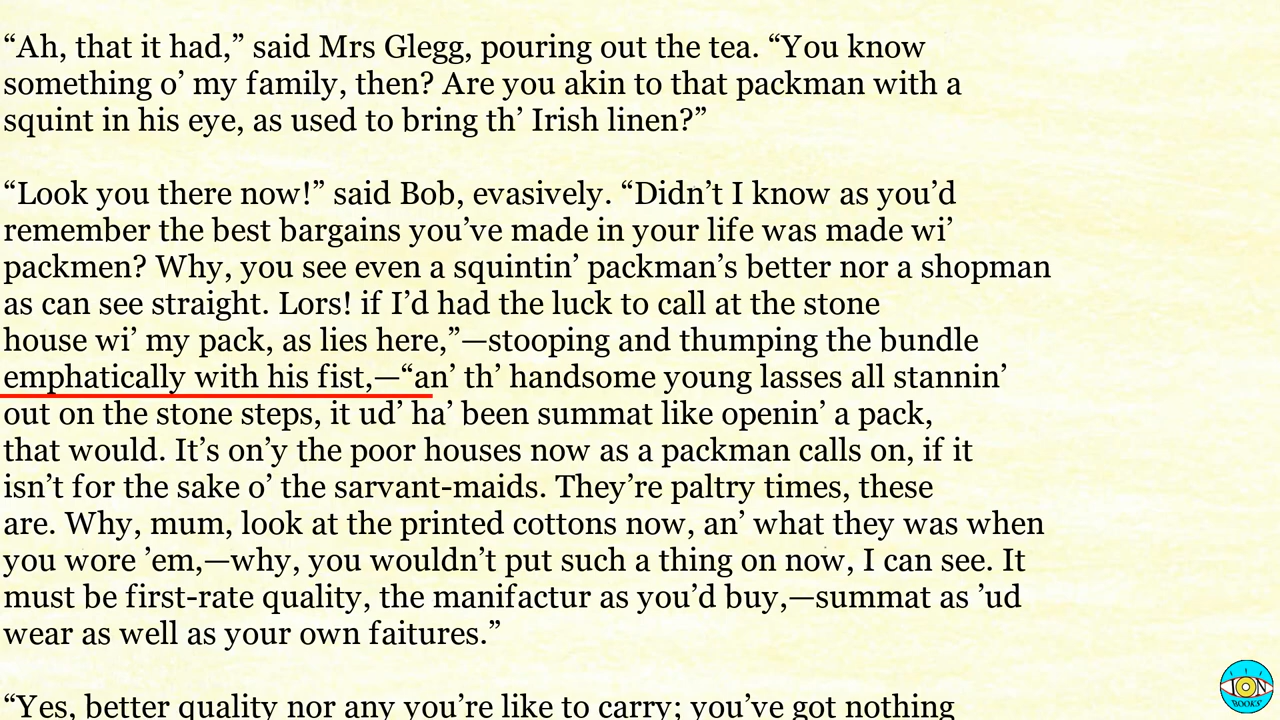 “Ah, that it had,” said Mrs Glegg, pouring out the tea. “You know
something o’ my family, then? Are you akin to that packman with a
squint in his eye, as used to bring th’ Irish linen?”
“Look you there now!” said Bob, evasively. “Didn’t I know as you’d
remember the best bargains you’ve made in your life was made wi’
packmen? Why, you see even a squintin’ packman’s better nor a shopman
as can see straight. Lors! if I’d had the luck to call at the stone
house wi’ my pack, as lies here,”—stooping and thumping the bundle
emphatically with his fist,—“an’ th’ handsome young lasses all stannin’
out on the stone steps, it ud’ ha’ been summat like openin’ a pack,
that would. It’s on’y the poor houses now as a packman calls on, if it
isn’t for the sake o’ the sarvant-maids. They’re paltry times, these
are. Why, mum, look at the printed cottons now, an’ what they was when
you wore ’em,—why, you wouldn’t put such a thing on now, I can see. It
must be first-rate quality, the manifactur as you’d buy,—summat as ’ud
wear as well as your own faitures.”
“Yes, better quality nor any you’re like to carry; you’ve got nothing
ION
BOOKS